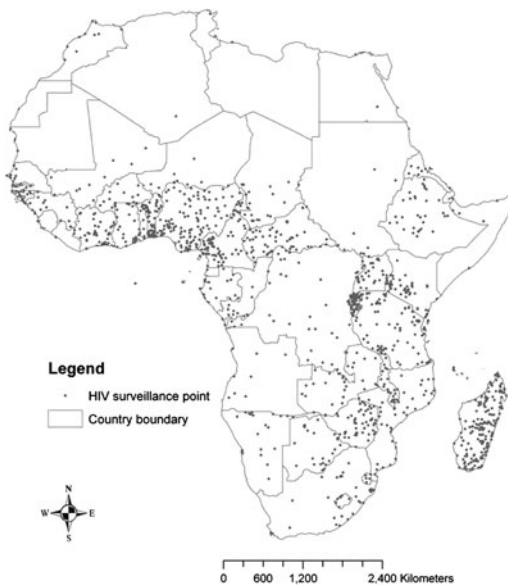 Legend
HIV surveillance point
Country boundary
N
W E
S
0 600 1,200 2,400 Kilometers